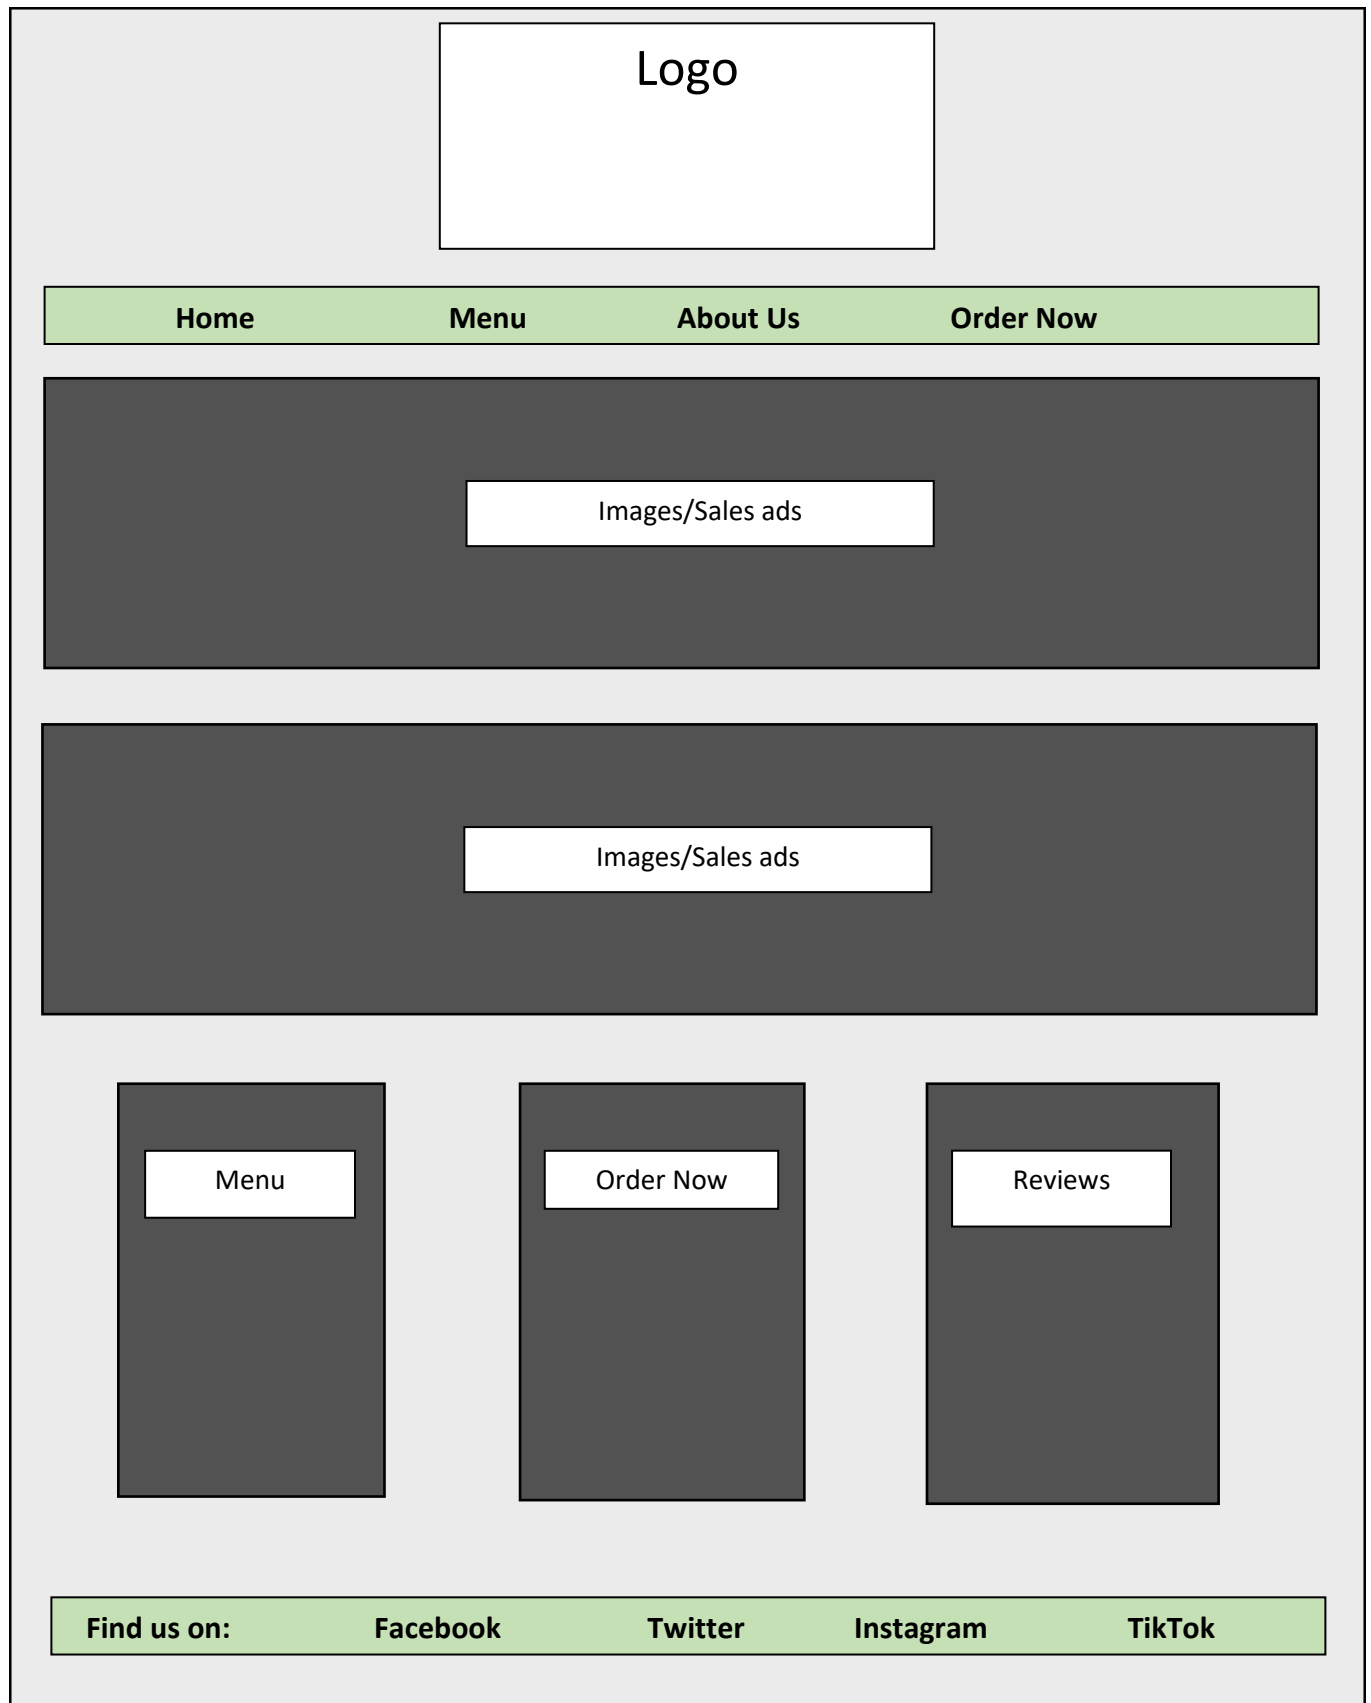 Logo
Home Menu About Us Order Now
Images/Sales ads
Images/Sales ads
Menu Order Now Reviews
Find us on: Facebook Twitter Instagram TikTok